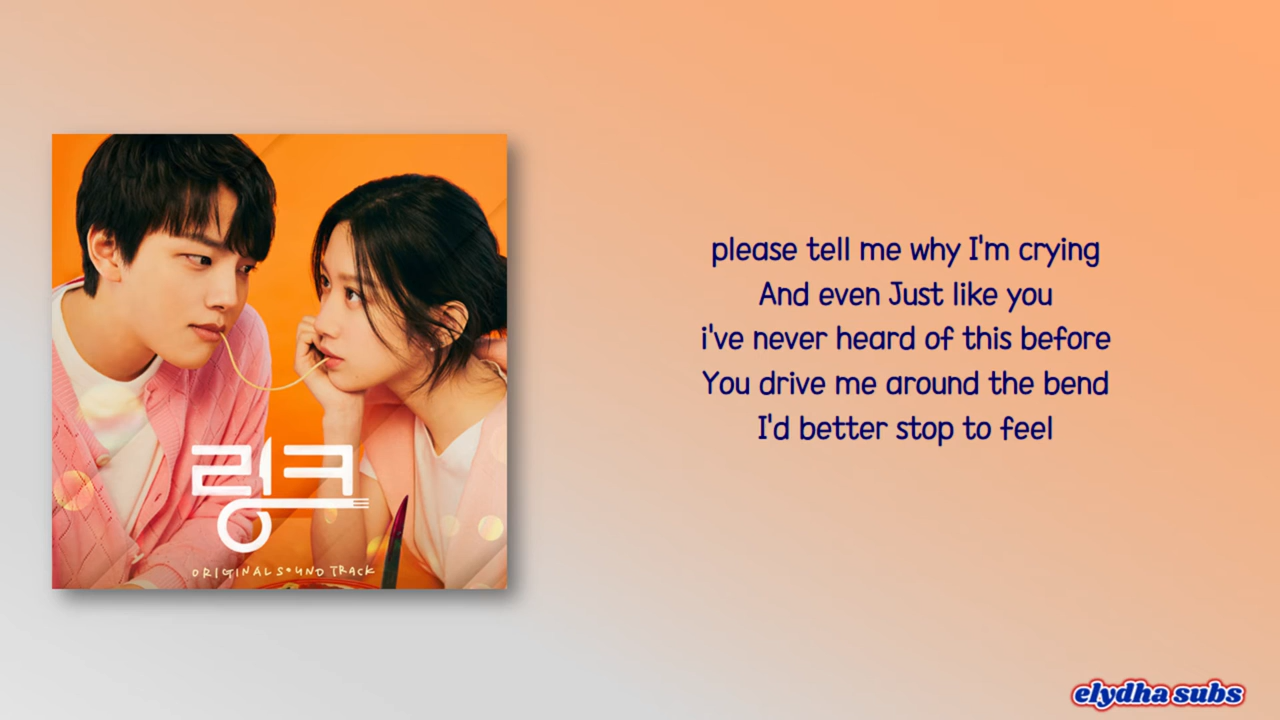 링크
ORIGINAL SOUND TRACK
please tell me why I'm crying
And even Just like you
i've never heard of this before
You drive me around the bend
I'd better stop to feel
elydha subs